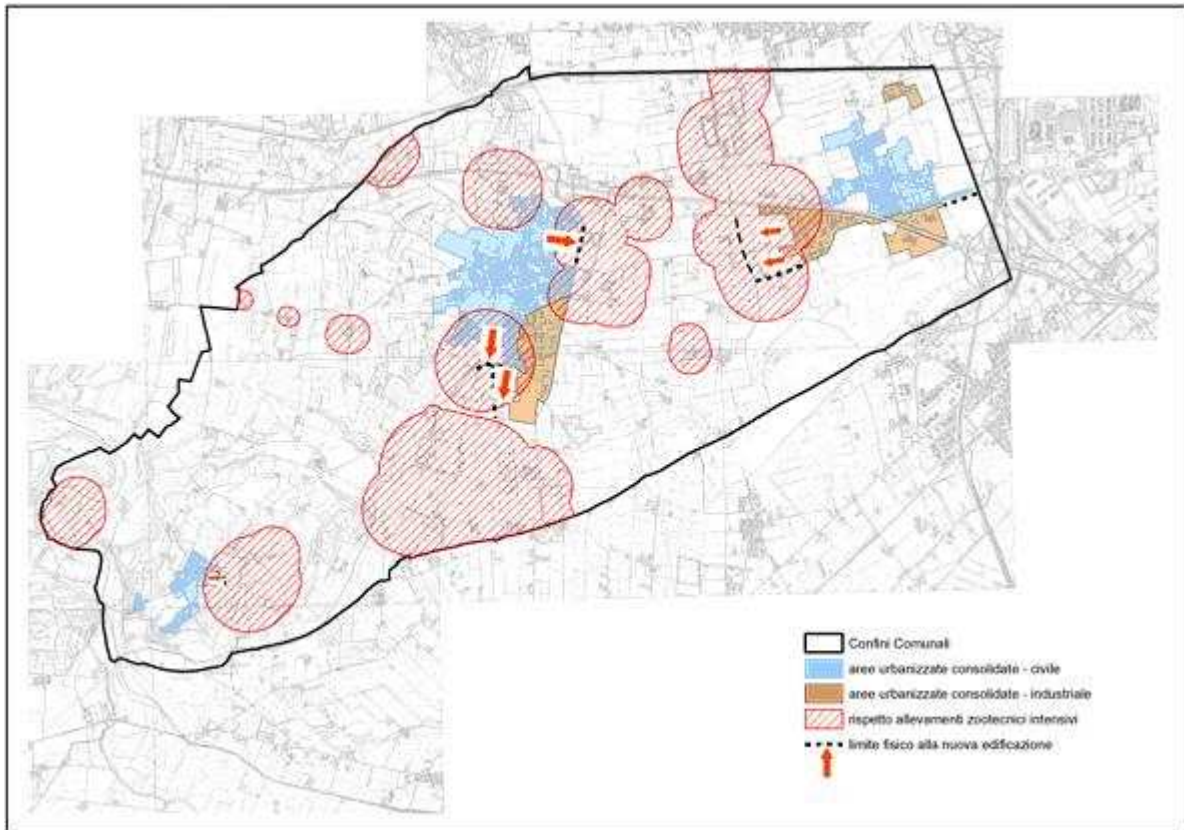 Confini Comunali
aree urbanizzate consolidate - civile
aree urbanizzate consolidate - industriale
rispetto allevamenti zootecnici intensivi
limite fisico alla nuova edificazione